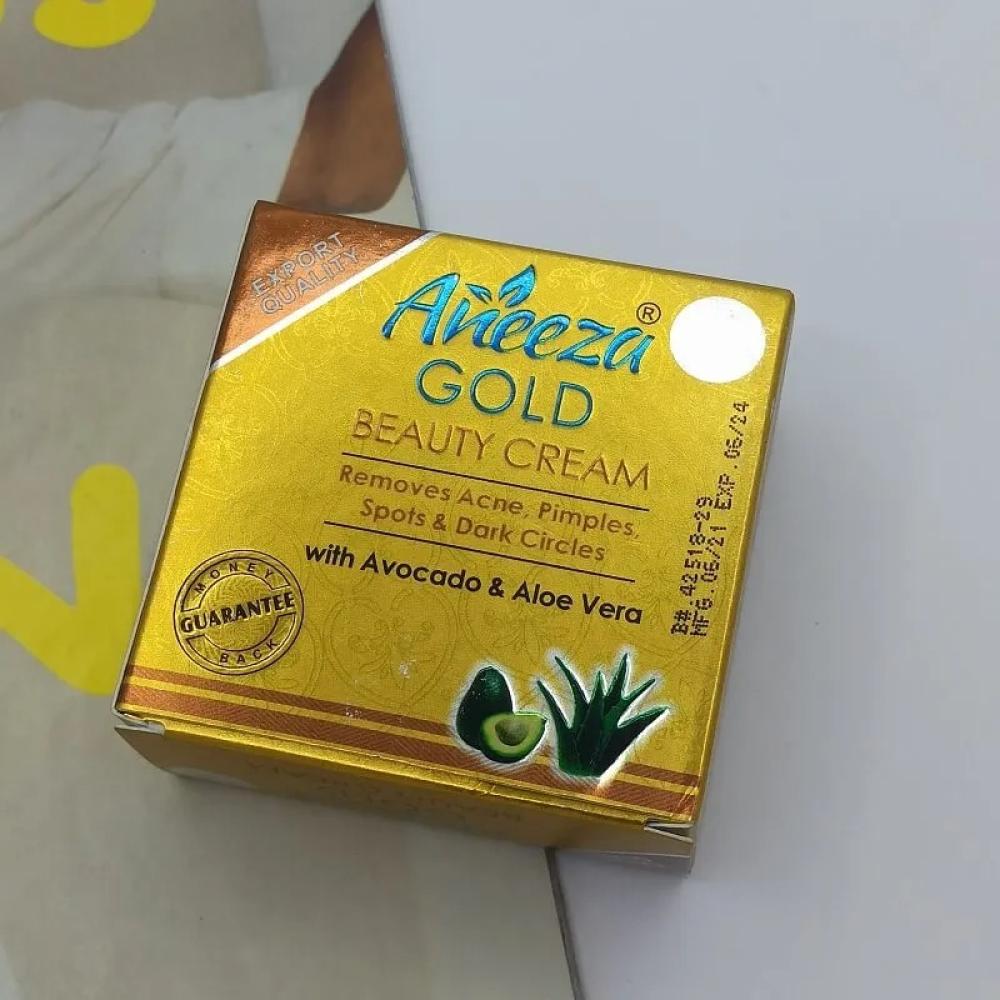 EXPORT
QUALITY
Aneeza®
GOLD
BEAUTY CREAM
Removes Acne, Pimples,
Spots & Dark Circles
with Avocado & Aloe Vera
MONEY
GUARANTEE
BACK
B#.42518-29
MFG.06/21 EXP.06/24